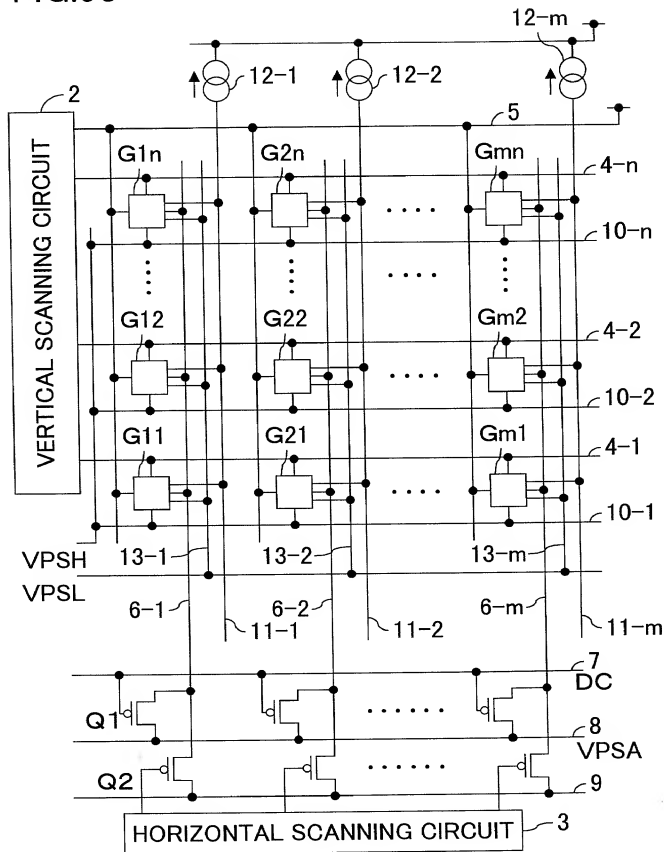 12-m
12-1
12-2
2
5
G1n
G2n
Gmn
4-n
10-n
VERTICAL SCANNING CIRCUIT
G12
G22
Gm2
4-2
10-2
G11
G21
Gm1
4-1
10-1
VPSH
13-1
13-2
13-m
VPSL
6-1
6-2
6-m
11-1
11-2
11-m
7
DC
Q1
8
VPSA
Q2
9
HORIZONTAL SCANNING CIRCUIT
3